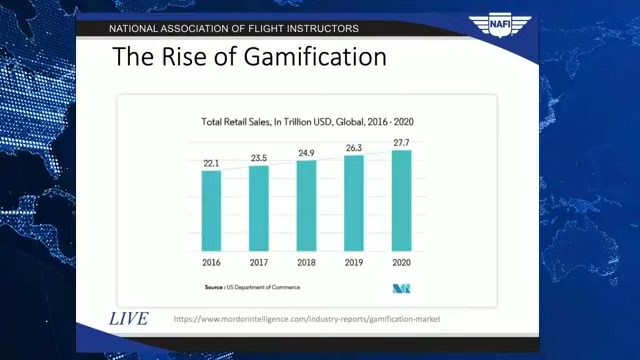 NATIONAL ASSOCIATION OF FLIGHT INSTRUCTORS
NAFI
The Rise of Gamification
Total Retail Sales, In Trillion USD, Global, 2016 - 2020
22.1
23.5
24.9
26.3
27.7
2016
2017
2018
2019
2020
Source : US Department of Commerce
LIVE
https://www.mordorintelligence.com/industry-reports/gamification-market